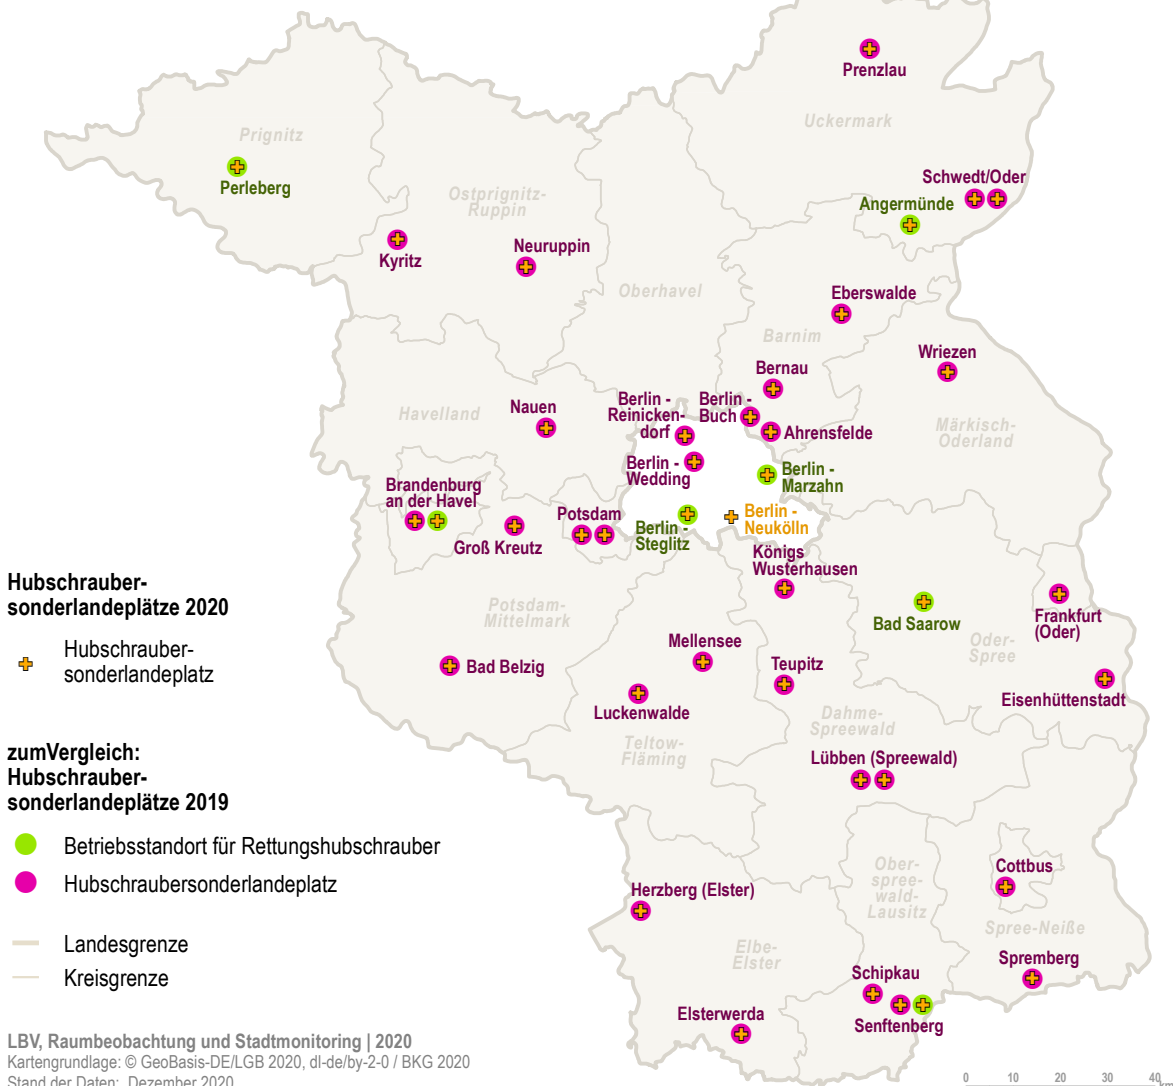 Prenzlau
Uckermark
Prignitz
Perleberg
Schwedt/Oder
Angermünde
Ostprignitz-
Ruppin
Kyritz
Neuruppin
Oberhavel
Eberswalde
Barnim
Wriezen
Bernau
Havelland
Nauen
Berlin -
Reinicken-
dorf
Berlin -
Buch
Ahrensfelde
Märkisch-
Oderland
Berlin -
Wedding
Berlin -
Marzahn
Brandenburg
an der Havel
Groß Kreutz
Potsdam
Berlin -
Steglitz
Berlin -
Neukölln
Königs
Wusterhausen
Hubschrauber-
sonderlandeplätze 2020
Hubschrauber-
sonderlandeplatz
Potsdam-
Mittelmark
Bad Saarow
Frankfurt
(Oder)
Oder-
Spree
Mellensee
Bad Belzig
Teupitz
Eisenhüttenstadt
Luckenwalde
Dahme-
Spreewald
Teltow-
Fläming
Lübben (Spreewald)
zumVergleich:
Hubschrauber-
sonderlandeplätze 2019
Betriebsstandort für Rettungshubschrauber
Hubschraubersonderlandeplatz
Landesgrenze
Kreisgrenze
Ober-
spree-
wald-
Lausitz
Cottbus
Herzberg (Elster)
Spree-Neiße
Elbe-
Elster
Spremberg
Schipkau
Senftenberg
Elsterwerda
LBV, Raumbeobachtung und Stadtmonitoring | 2020
Kartengrundlage: © GeoBasis-DE/LGB 2020, dl-de/by-2-0 / BKG 2020
Stand der Daten: Dezember 2020
0 10 20 30 40
km